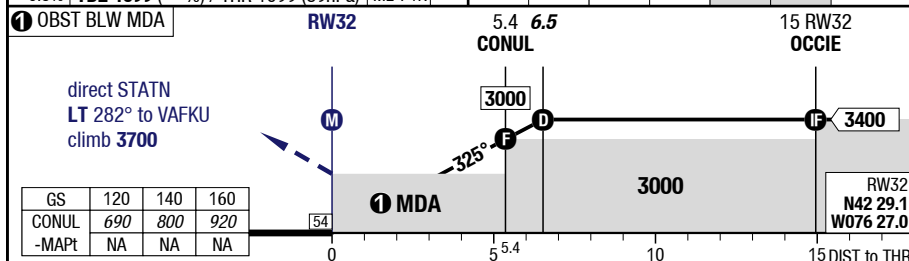 1 OBST BLW MDA
RW32
5.4 6.5
CONUL
15 RW32
OCCIE
direct STATN
LT 282° to VAFKU
climb 3700
M
3000
F
D
IF
3400
325°
1 MDA
3000
RW32
N42 29.1
W076 27.0
GS 120 140 160
CONUL 690 800 920
-MAPt NA NA NA
54
0 5 5.4 10 15 DIST to THR